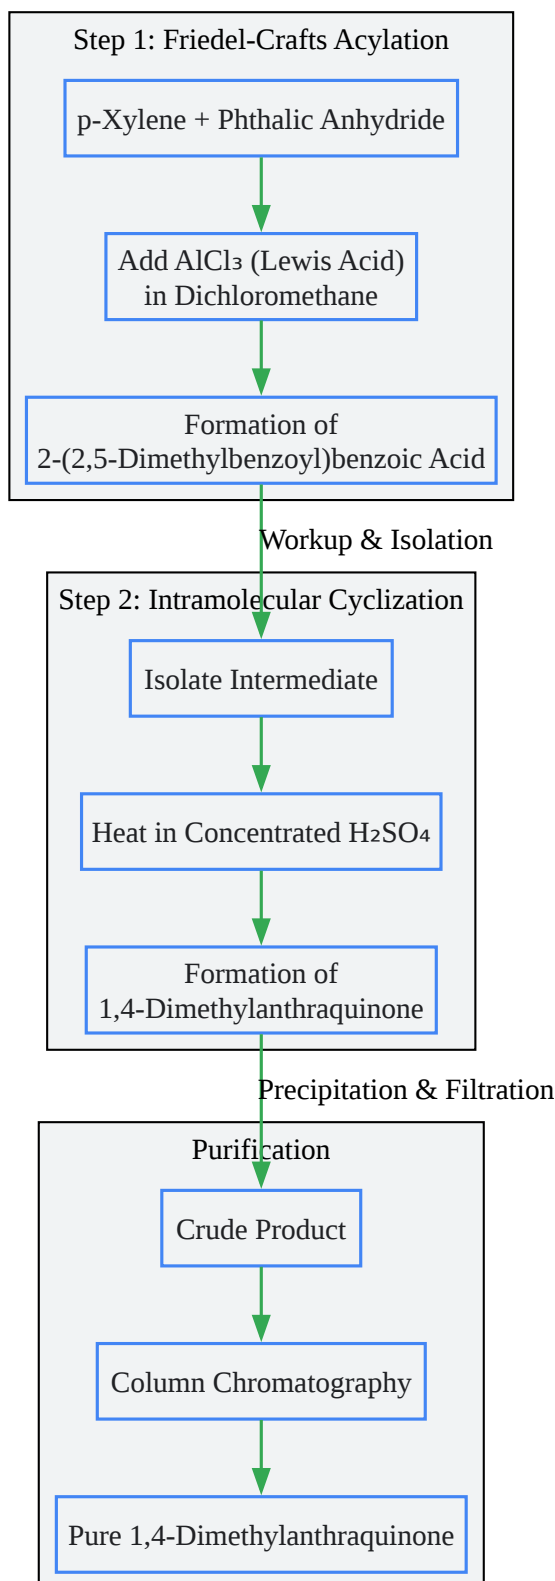 Step 1: Friedel-Crafts Acylation
p-Xylene + Phthalic Anhydride
Add AlCl₃ (Lewis Acid)
in Dichloromethane
Formation of
2-(2,5-Dimethylbenzoyl)benzoic Acid
Workup & Isolation
Step 2: Intramolecular Cyclization
Isolate Intermediate
Heat in Concentrated H₂SO₄
Formation of
1,4-Dimethylanthraquinone
Precipitation & Filtration
Purification
Crude Product
Column Chromatography
Pure 1,4-Dimethylanthraquinone